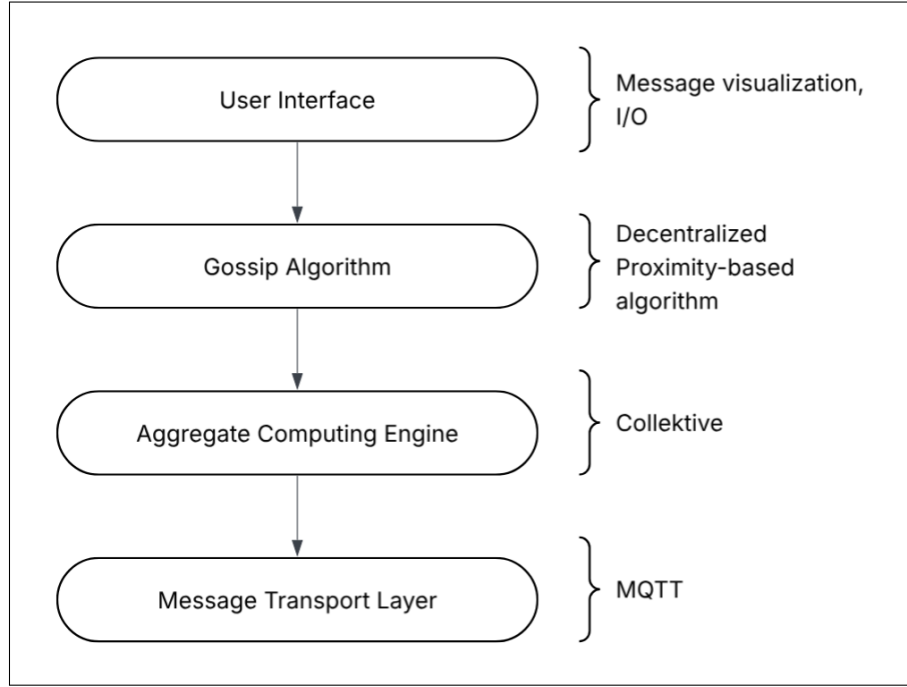 User Interface
Message visualization,
I/O
Gossip Algorithm
Decentralized
Proximity-based
algorithm
Aggregate Computing Engine
Collektive
Message Transport Layer
MQTT